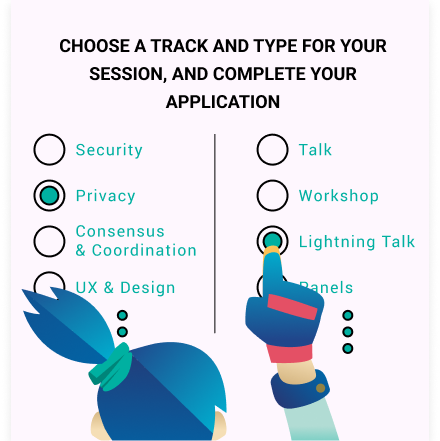 CHOOSE A TRACK AND TYPE FOR YOUR
SESSION, AND COMPLETE YOUR
APPLICATION
Security
Privacy
Consensus
& Coordination
UX & Design
Talk
Workshop
Lightning Talk
Panels